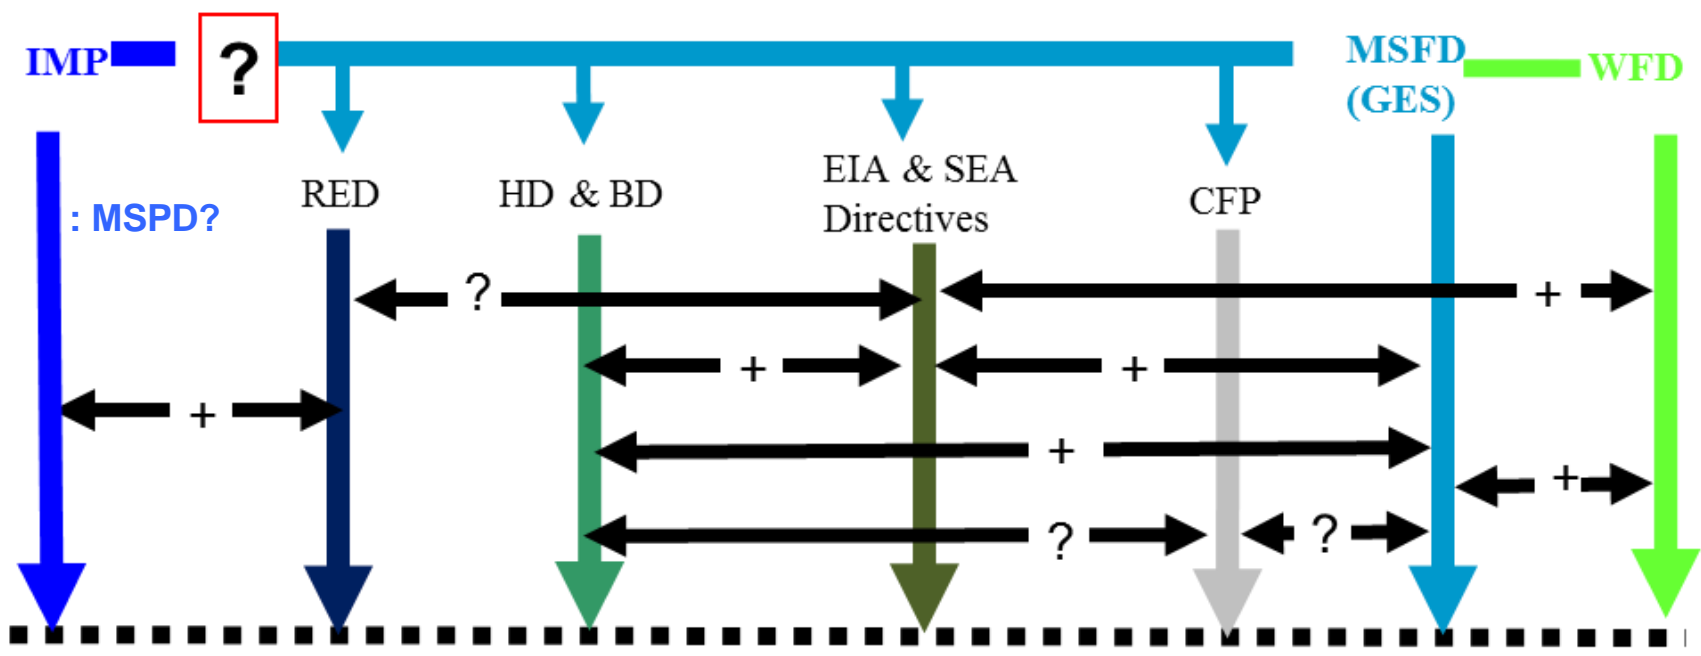 IMP
?
MSFD
(GES)
WFD
: MSPD?
RED
HD & BD
EIA & SEA
Directives
CFP
?
+
+
+
+
+
+
?
?